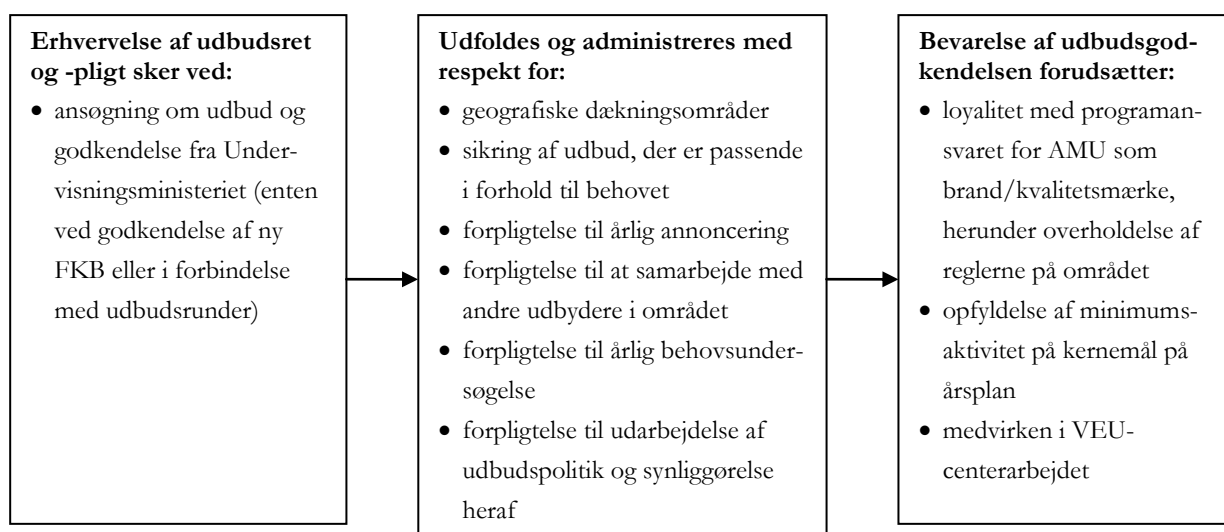 Erhvervelse af udbudsret
og -pligt sker ved:
• ansøgning om udbud og
godkendelse fra Under-
visningsministeriet (enten
ved godkendelse af ny
FKB eller i forbindelse
med udbudsrunder)
Udfoldes og administreres med
respekt for:
• geografiske dækningsområder
• sikring af udbud, der er passende
i forhold til behovet
• forpligtelse til årlig annoncering
• forpligtelse til at samarbejde med
andre udbydere i området
• forpligtelse til årlig behovsunder-
søgelse
• forpligtelse til udarbejdelse af
udbudspolitik og synliggørelse
heraf
Bevarelse af udbudsgod-
kendelsen forudsætter:
• loyalitet med programan-
svaret for AMU som
brand/kvalitetsmærke,
herunder overholdelse af
reglerne på området
• opfyldelse af minimums-
aktivitet på kernemål på
årsplan
• medvirken i VEU-
centerarbejdet